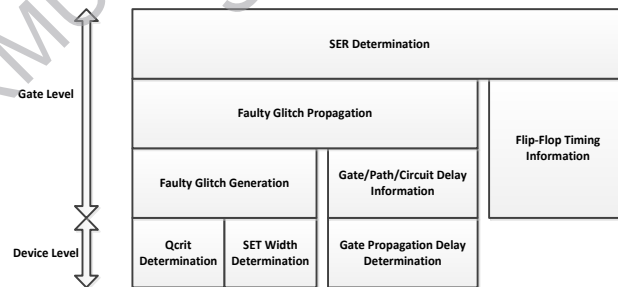 SER Determination
Gate Level
Faulty Glitch Propagation
Flip-Flop Timing
Information
Faulty Glitch Generation
Gate/Path/Circuit Delay
Information
Device Level
Qcrit
Determination
SET Width
Determination
Gate Propagation Delay
Determination